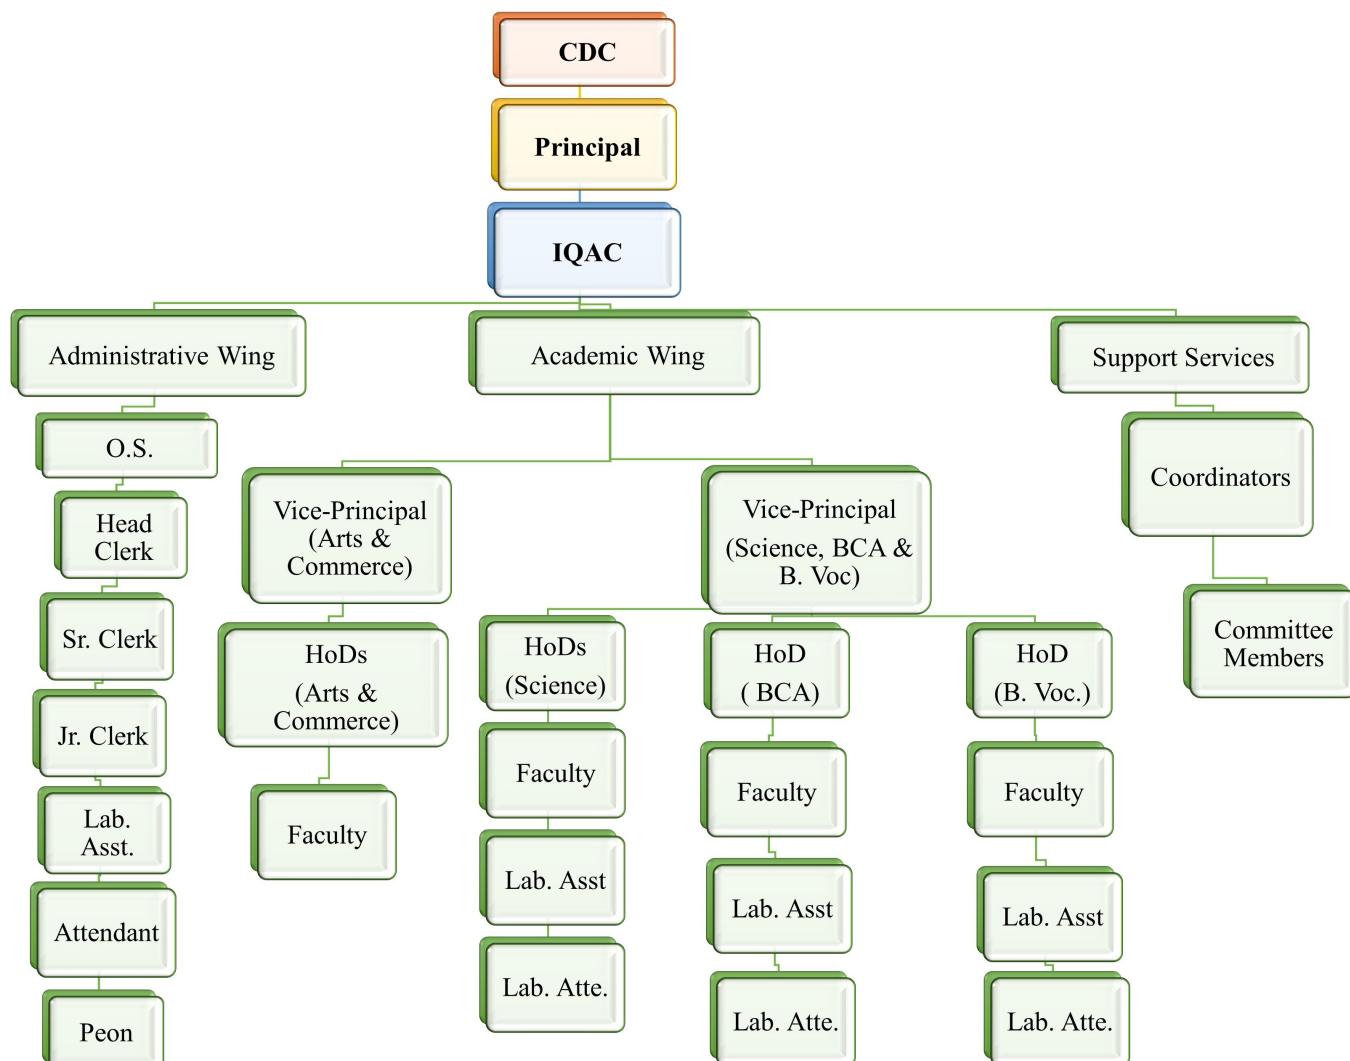 CDC
Principal
IQAC
Administrative Wing
Academic Wing
Support Services
O.S.
Head
Clerk
Sr. Clerk
Jr. Clerk
Lab.
Asst.
Attendant
Peon
Vice-Principal
(Arts &
Commerce)
HoDs
(Arts &
Commerce)
Faculty
Vice-Principal
(Science, BCA &
B. Voc)
HoDs
(Science)
Faculty
Lab. Asst
Lab. Atte.
HoD
( BCA)
Faculty
Lab. Asst
Lab. Atte.
HoD
(B. Voc.)
Faculty
Lab. Asst
Lab. Atte.
Coordinators
Committee
Members